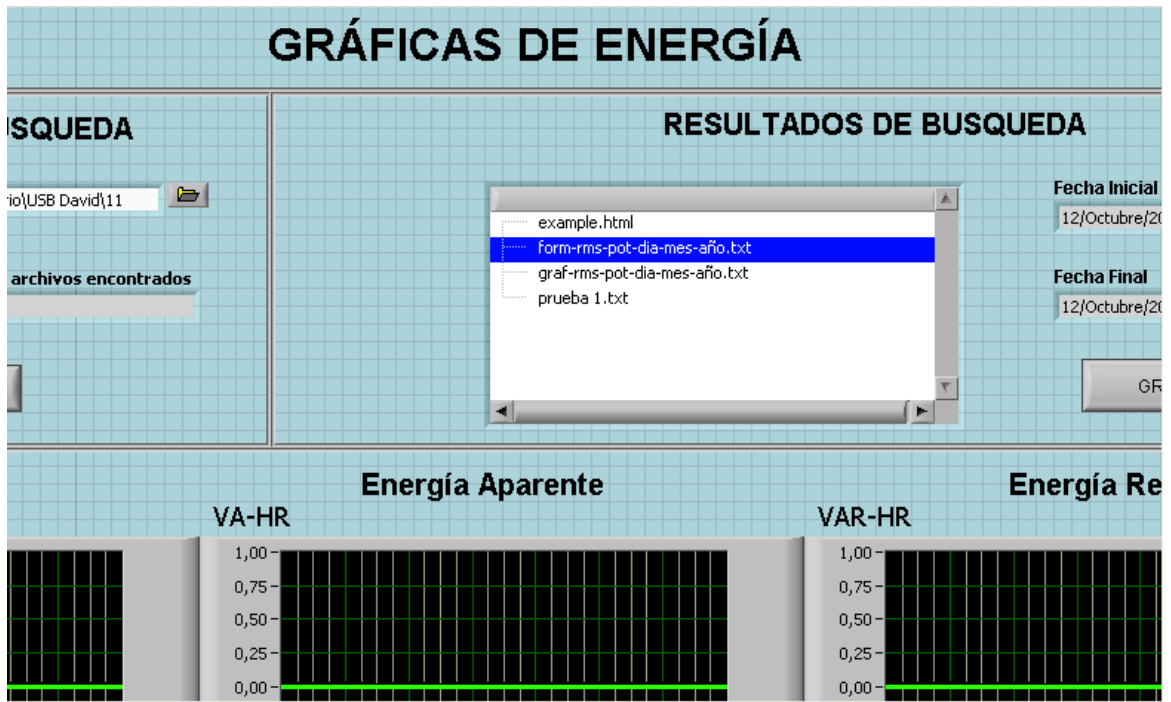 GRÁFICAS DE ENERGÍA
SQUEDA
rio\USB David\11
archivos encontrados
RESULTADOS DE BUSQUEDA
example.html
form-rms-pot-dia-mes-año.txt
graf-rms-pot-dia-mes-año.txt
prueba 1.txt
Fecha Inicial
12/Octubre/20
Fecha Final
12/Octubre/20
GR
Energía Aparente
VA-HR
1,00
0,75
0,50
0,25
0,00
Energía Re
VAR-HR
1,00
0,75
0,50
0,25
0,00